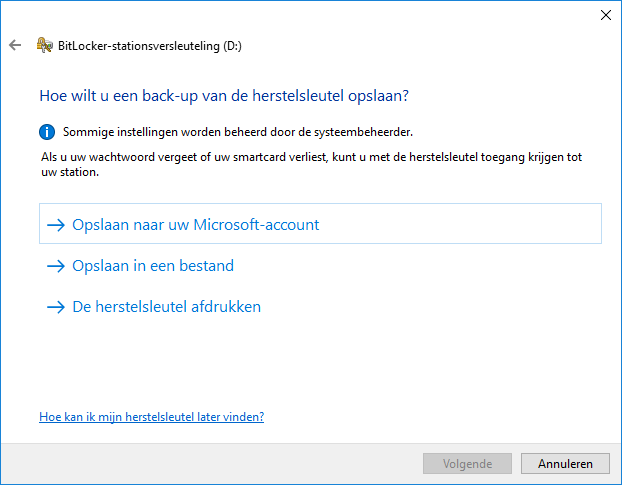 BitLocker-stationsversleuteling (D:)
Hoe wilt u een back-up van de herstelsleutel opslaan?
Sommige instellingen worden beheerd door de systeembeheerder.
Als u uw wachtwoord vergeet of uw smartcard verliest, kunt u met de herstelsleutel toegang krijgen tot
uw station.
Opslaan naar uw Microsoft-account
Opslaan in een bestand
De herstelsleutel afdrukken
Hoe kan ik mijn herstelsleutel later vinden?
Volgende
Annuleren